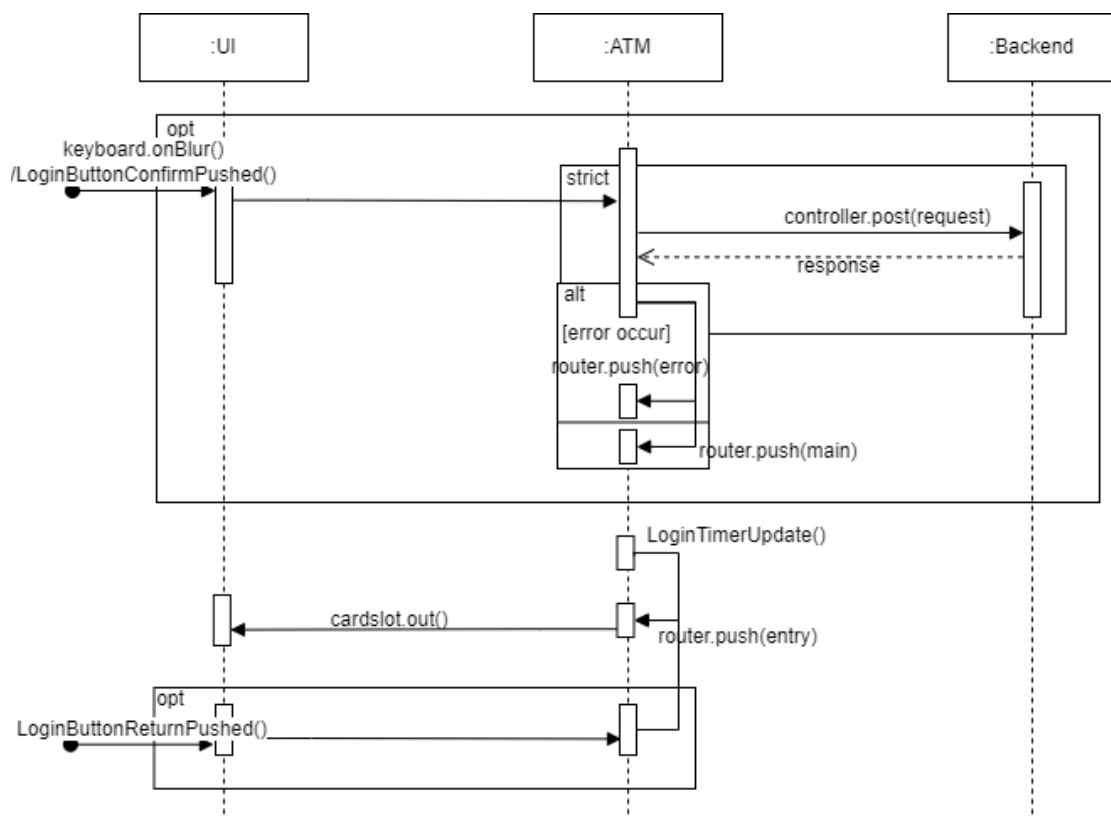 :UI
:ATM
:Backend
opt
keyboard.onBlur()
/LoginButtonConfirmPushed()
strict
controller.post(request)
response
alt
[error occur]
router.push(error)
router.push(main)
LoginTimerUpdate()
cardslot.out()
router.push(entry)
opt
LoginButtonReturnPushed()